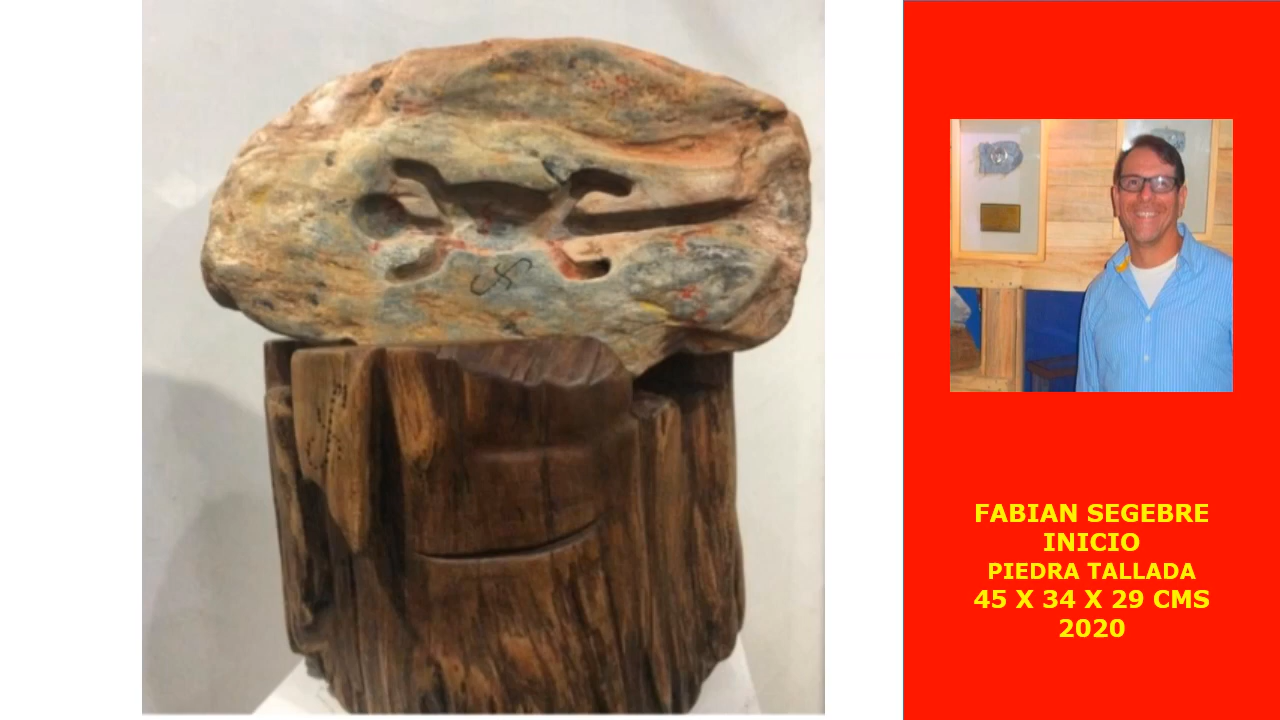 FABIAN SEGEBRE
INICIO
PIEDRA TALLADA
45 X 34 X 29 CMS
2020